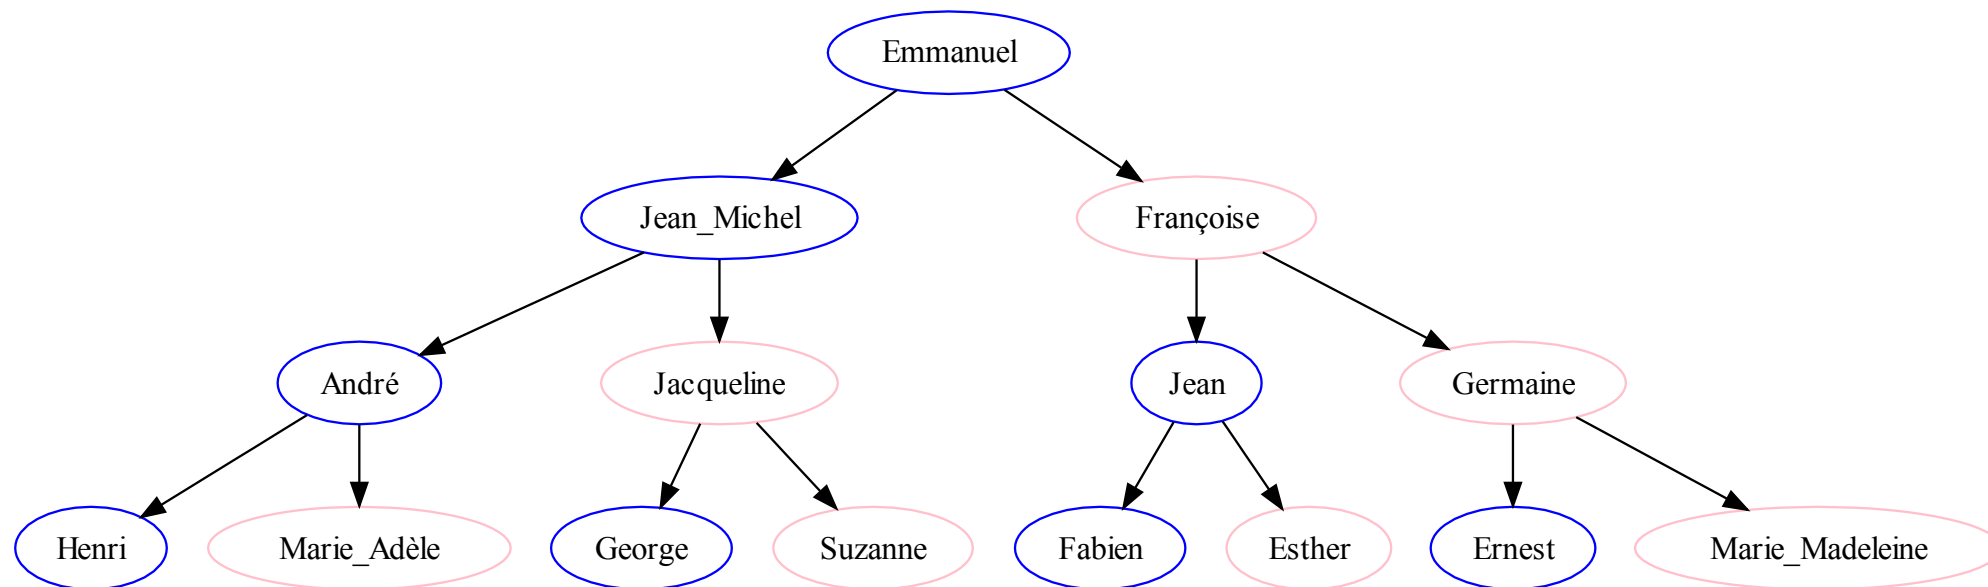 Emmanuel
Jean_Michel
Françoise
André
Jacqueline
Jean
Germaine
Henri
Marie_Adèle
George
Suzanne
Fabien
Esther
Ernest
Marie_Madeleine